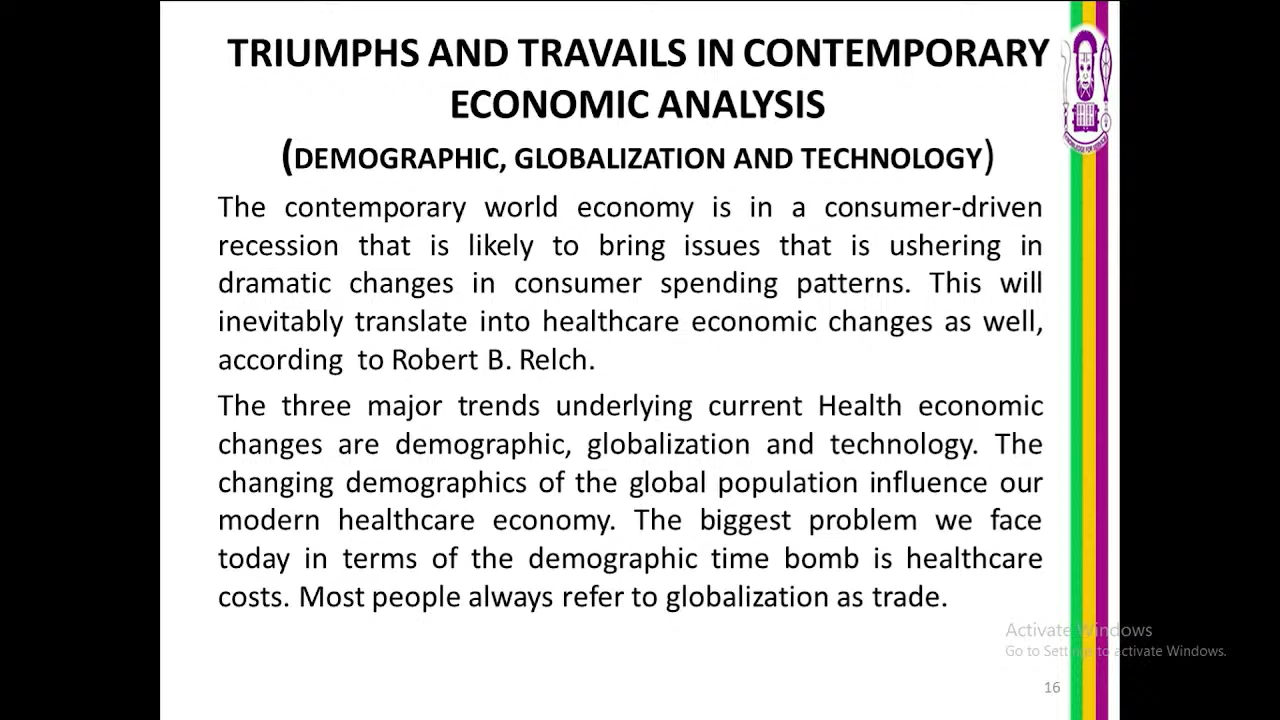 TRIUMPHS AND TRAVAILS IN CONTEMPORARY
ECONOMIC ANALYSIS
(DEMOGRAPHIC, GLOBALIZATION AND TECHNOLOGY)
The contemporary world economy is in a consumer-driven
recession that is likely to bring issues that is ushering in
dramatic changes in consumer spending patterns. This will
inevitably translate into healthcare economic changes as well,
according to Robert B. Relch.
The three major trends underlying current Health economic
changes are demographic, globalization and technology. The
changing demographics of the global population influence our
modern healthcare economy. The biggest problem we face
today in terms of the demographic time bomb is healthcare
costs. Most people always refer to globalization as trade.
Activate Windows
Go to Settings to activate Windows.
16